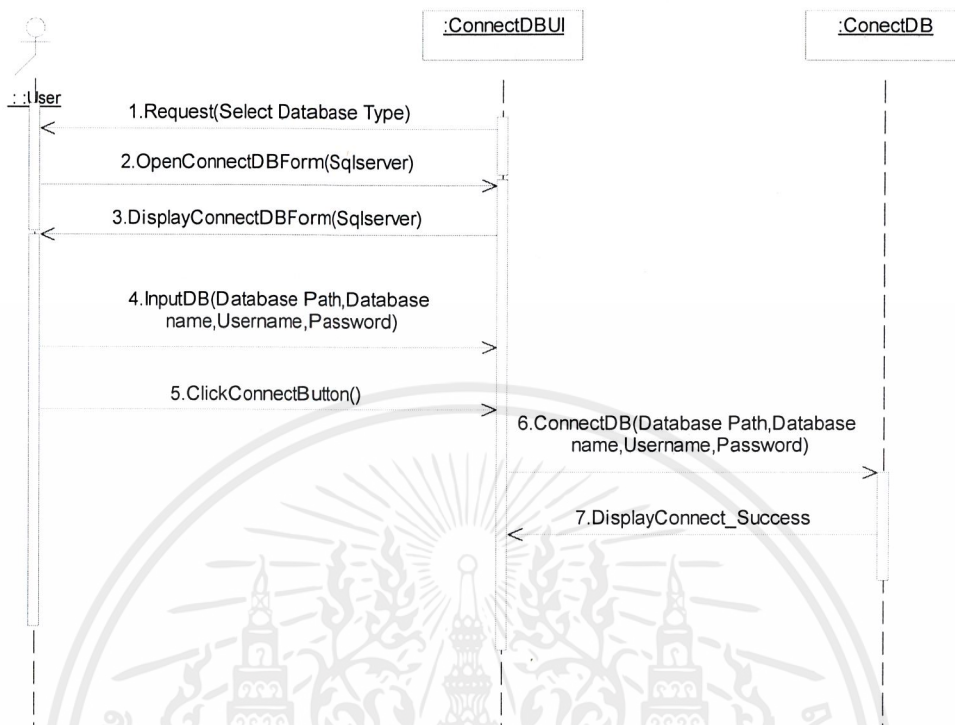 :ConnectDBUI
:ConectDB
: :User
1.Request(Select Database Type)
2.OpenConnectDBForm(Sqlserver)
3.DisplayConnectDBForm(Sqlserver)
4.InputDB(Database Path,Database
name,Username,Password)
5.ClickConnectButton()
6.ConnectDB(Database Path,Database
name,Username,Password)
7.DisplayConnect_Success